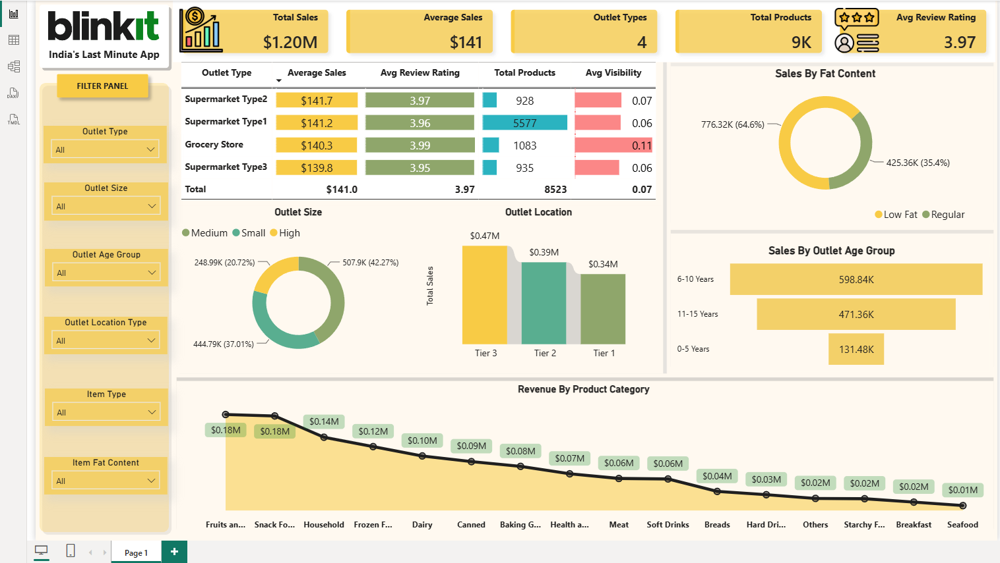 blinkit
India's Last Minute App
Total Sales
$1.20M
Average Sales
$141
Outlet Types
4
Total Products
9K
Avg Review Rating
3.97
FILTER PANEL
Outlet Type
All
Outlet Size
All
Outlet Age Group
All
Outlet Location Type
All
Item Type
All
Item Fat Content
All
Outlet Type Average Sales Avg Review Rating Total Products Avg Visibility
Supermarket Type2 $141.7 3.97 928 0.07
Supermarket Type1 $141.2 3.96 5577 0.06
Grocery Store $140.3 3.99 1083 0.11
Supermarket Type3 $139.8 3.95 935 0.06
Total $141.0 3.97 8523 0.07
Sales By Fat Content
776.32K (64.6%)
425.36K (35.4%)
Low Fat Regular
Outlet Size
Medium Small High
248.99K (20.72%)
507.9K (42.27%)
444.79K (37.01%)
Outlet Location
Total Sales
$0.47M
$0.39M
$0.34M
Tier 3 Tier 2 Tier 1
Sales By Outlet Age Group
6-10 Years 598.84K
11-15 Years 471.36K
0-5 Years 131.48K
Revenue By Product Category
$0.18M $0.18M $0.14M $0.12M $0.10M $0.09M $0.08M $0.07M $0.06M $0.06M $0.04M $0.03M $0.02M $0.02M $0.02M $0.01M
Fruits an... Snack Fo... Household Frozen F... Dairy Canned Baking G... Health a... Meat Soft Drinks Breads Hard Dri... Others Starchy F... Breakfast Seafood
DAX
TMDL
Page 1